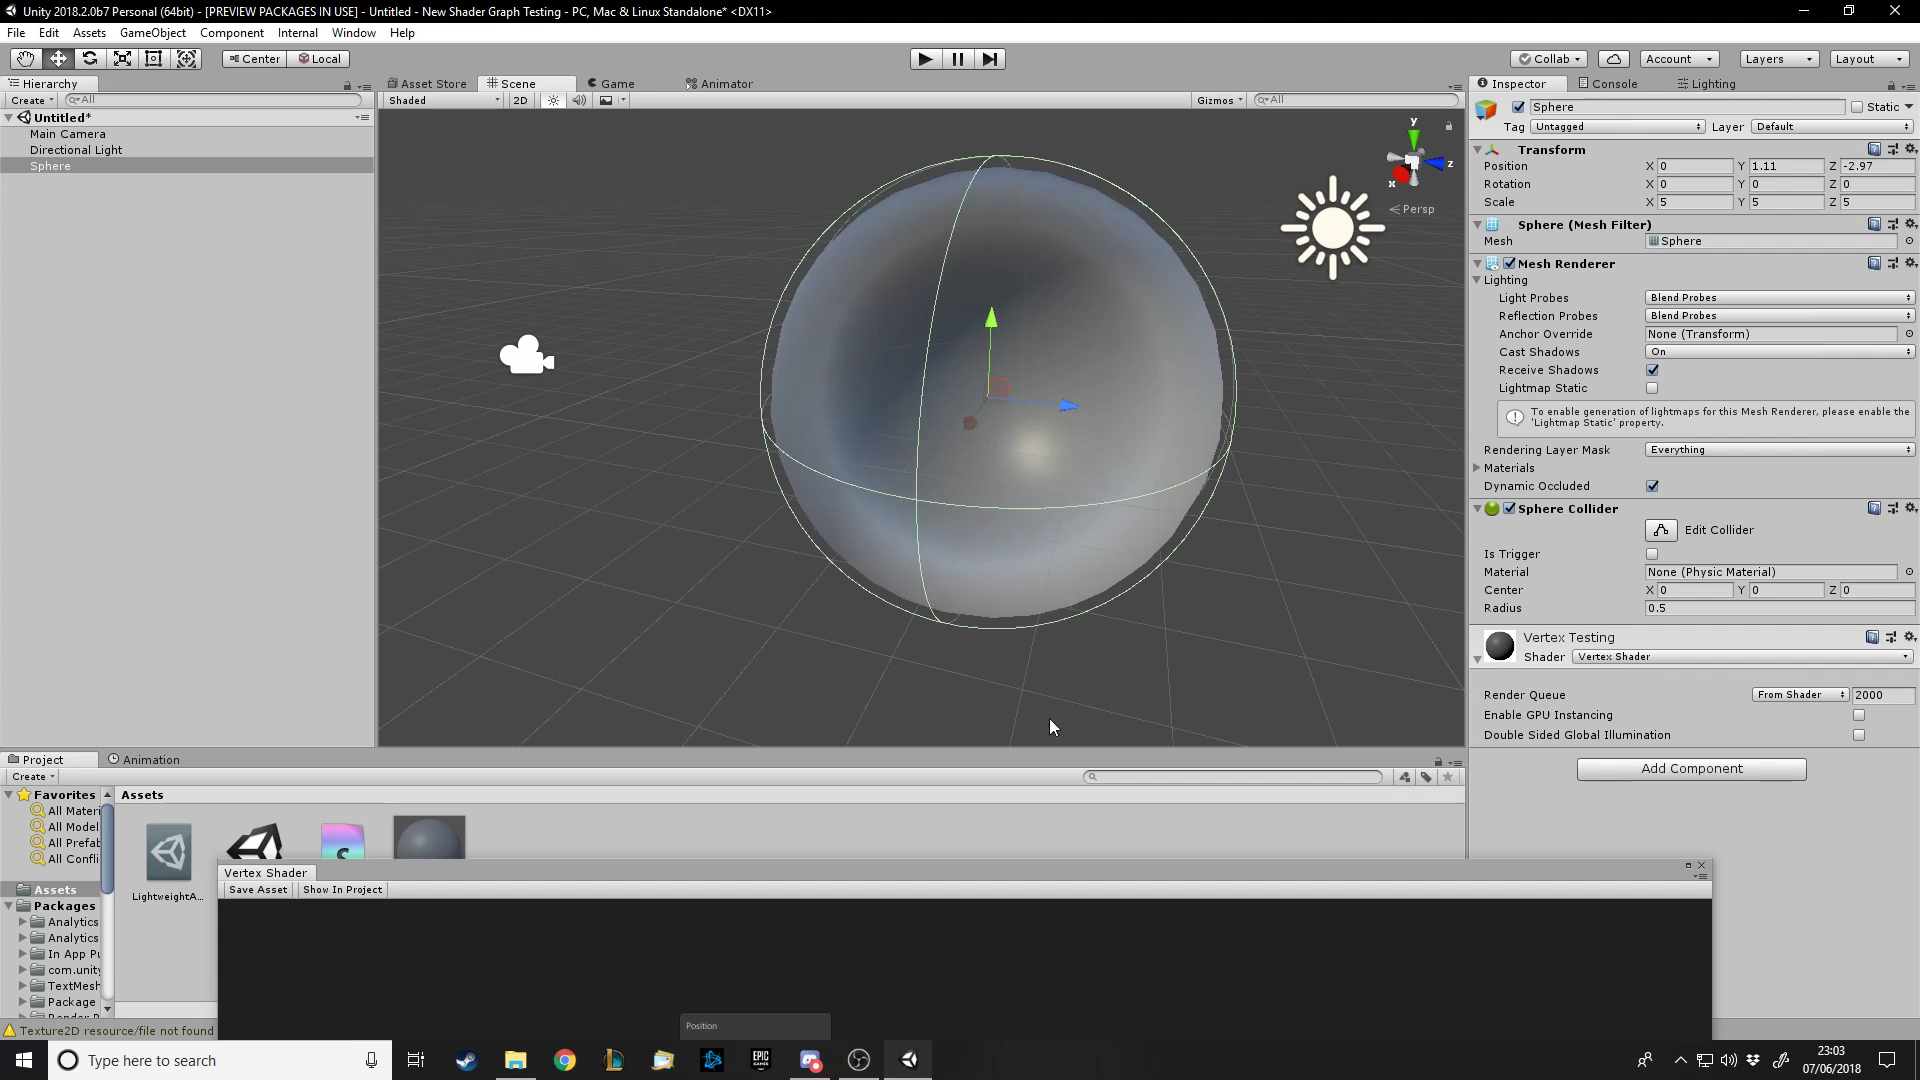 Unity 2018.2.0b7 Personal (64bit) - [PREVIEW PACKAGES IN USE] - Untitled - New Shader Graph Testing - PC, Mac & Linux Standalone* <DX11>
File Edit Assets GameObject Component Internal Window Help
Center Local
Collab Account Layers Layout
Hierarchy
Create All
Untitled*
Main Camera
Directional Light
Sphere
Asset Store Scene Game Animator
Shaded 2D Gizmos All
y
z
x
Persp
Inspector Console Lighting
Sphere Static
Tag Untagged Layer Default
Transform
Position X 0 Y 1.11 Z -2.97
Rotation X 0 Y 0 Z 0
Scale X 5 Y 5 Z 5
Sphere (Mesh Filter)
Mesh Sphere
Mesh Renderer
Lighting
Light Probes Blend Probes
Reflection Probes Blend Probes
Anchor Override None (Transform)
Cast Shadows On
Receive Shadows
Lightmap Static
To enable generation of lightmaps for this Mesh Renderer, please enable the
'Lightmap Static' property.
Rendering Layer Mask Everything
Materials
Dynamic Occluded
Sphere Collider
Edit Collider
Is Trigger
Material None (Physic Material)
Center X 0 Y 0 Z 0
Radius 0.5
Vertex Testing
Shader Vertex Shader
Render Queue From Shader 2000
Enable GPU Instancing
Double Sided Global Illumination
Add Component
Project Animation
Create
Favorites
All Materi
All Model
All Prefab
All Confli
Assets
Packages
Analytics
Analytics
In App Pu
com.unity
TextMesh
Package
Assets
LightweightA...
Vertex Shader
Save Asset Show In Project
Position
Texture2D resource/file not found
Type here to search
EPIC
GAMES
23:03
07/06/2018